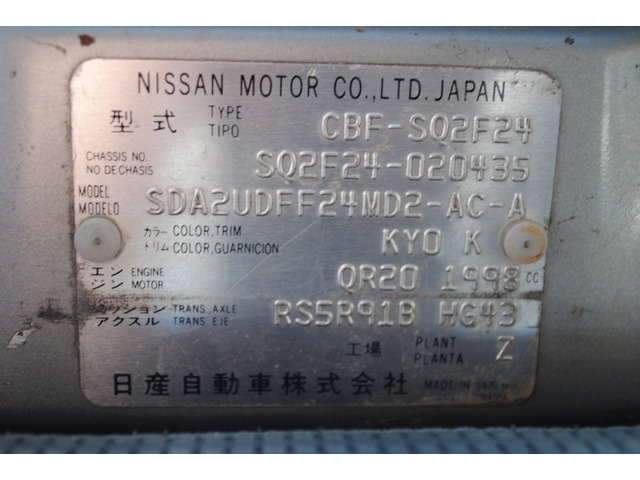 NISSAN MOTOR CO.,LTD. JAPAN
型式 TYPE TIPO CBF-SQ2F24
CHASSIS NO. NO DE CHASIS SQ2F24-020435
MODEL MODELO SDA2UDFF24MD2-AC-A
カラー COLOR,TRIM
トリム COLOR,GUARNICION KYO K
エンジン ENGINE MOTOR QR20 1998 CC
ミッション TRANS.,AXLE
アクスル TRANS.,EJE RS5R91B HG43
工場 PLANT PLANTA Z
日産自動車株式会社 MADE IN JAPAN